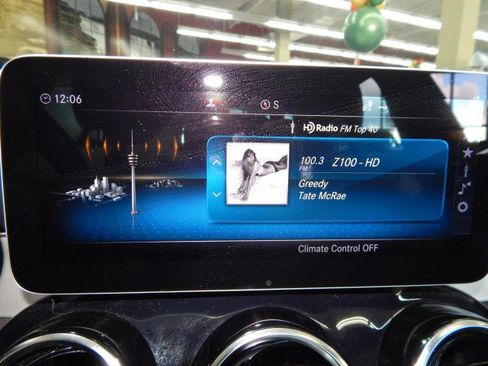 12:06
S
HD Radio FM Top 40
100.3 FM Z100 - HD
Greedy
Tate McRae
Climate Control OFF